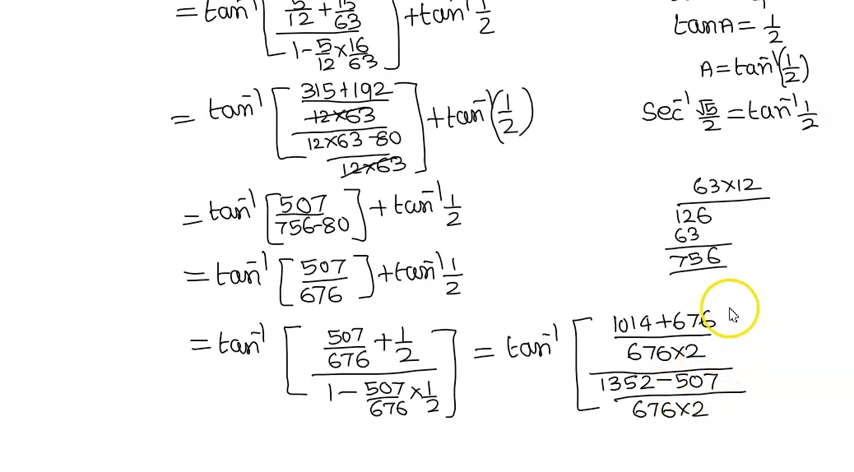 = tan⁻¹ [ (5/12 + 15/63) / (1 − 5/12 × 16/63) ] + tan⁻¹ 1/2
= tan⁻¹ [ ((315 + 192) / (12×63)) / ((12×63 − 80) / (12×63)) ] + tan⁻¹ (1/2)
= tan⁻¹ [ 507 / (756 − 80) ] + tan⁻¹ 1/2
= tan⁻¹ [ 507/676 ] + tan⁻¹ 1/2
= tan⁻¹ [ (507/676 + 1/2) / (1 − 507/676 × 1/2) ] = tan⁻¹ [ ((1014 + 676) / (676×2)) / ((1352 − 507) / (676×2)) ]
tan A = 1/2
A = tan⁻¹ (1/2)
sec⁻¹ √5/2 = tan⁻¹ 1/2
63×12
126
63
756